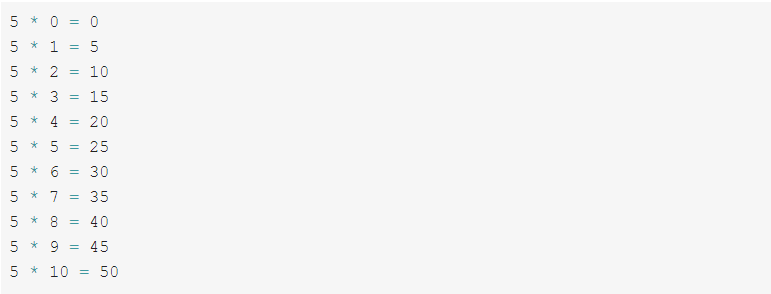 5 * 0 = 0
5 * 1 = 5
5 * 2 = 10
5 * 3 = 15
5 * 4 = 20
5 * 5 = 25
5 * 6 = 30
5 * 7 = 35
5 * 8 = 40
5 * 9 = 45
5 * 10 = 50